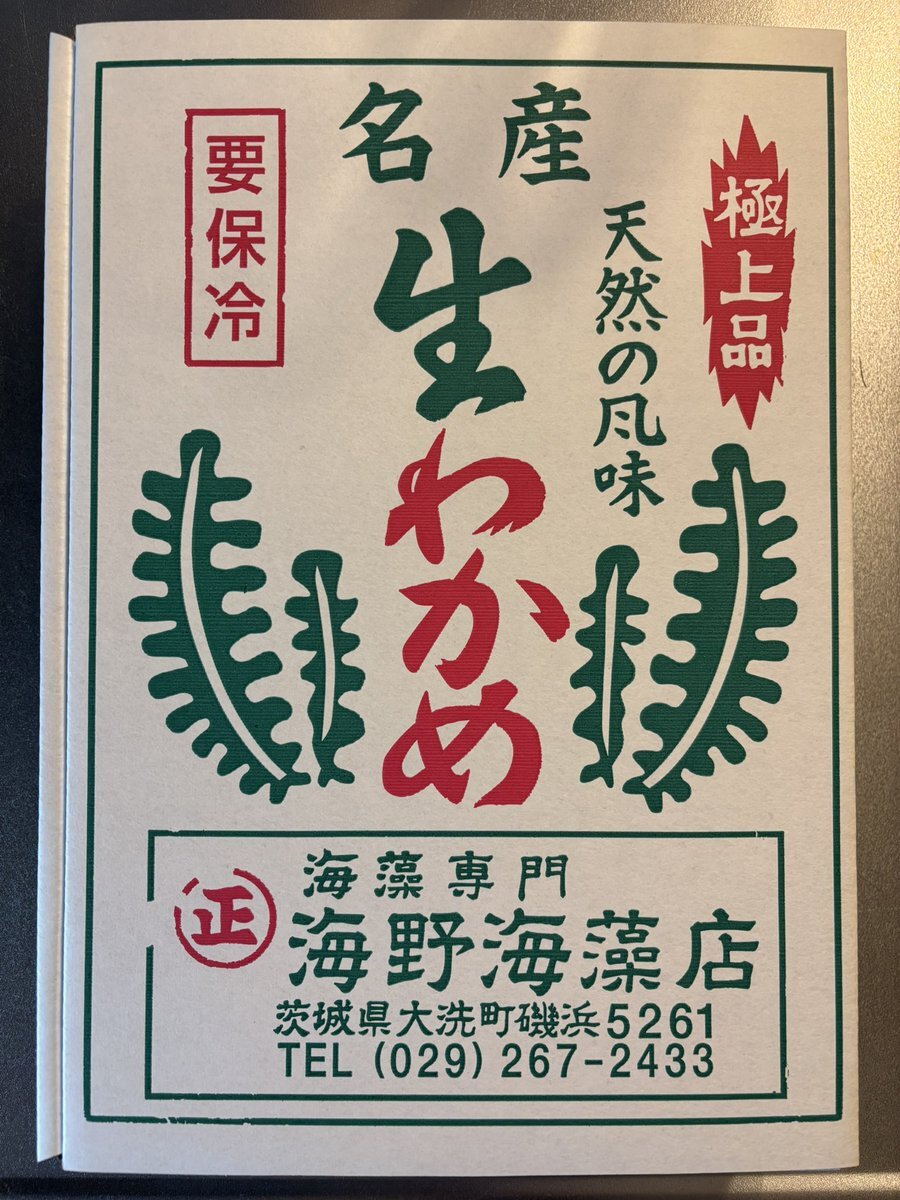 名産
極上品
天然の風味
生わかめ
要保冷
正
海藻専門
海野海藻店
茨城県大洗町磯浜5261
TEL (029) 267-2433